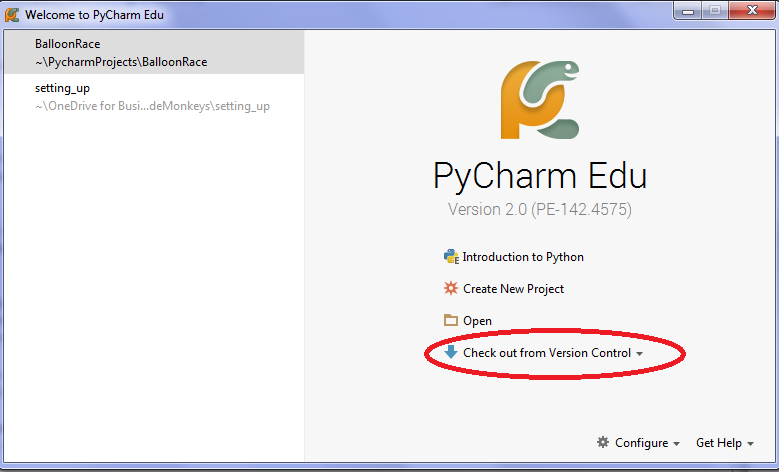 Welcome to PyCharm Edu
BalloonRace
~\PycharmProjects\BalloonRace
setting_up
~\OneDrive for Busi...deMonkeys\setting_up
PyCharm Edu
Version 2.0 (PE-142.4575)
Introduction to Python
Create New Project
Open
Check out from Version Control
Configure
Get Help